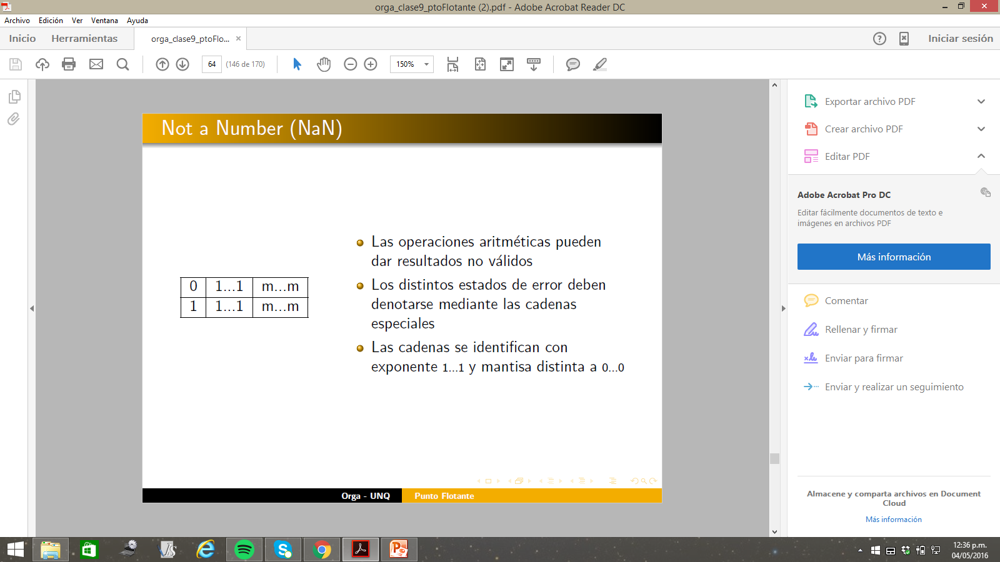 orga_clase9_ptoFlotante (2).pdf - Adobe Acrobat Reader DC
Archivo Edición Ver Ventana Ayuda
Inicio Herramientas orga_clase9_ptoFlo... × Iniciar sesión
64 (146 de 170) 150%
Not a Number (NaN)
0 1...1 m...m
1 1...1 m...m
Las operaciones aritméticas pueden
dar resultados no válidos
Los distintos estados de error deben
denotarse mediante las cadenas
especiales
Las cadenas se identifican con
exponente 1...1 y mantisa distinta a 0...0
Orga - UNQ Punto Flotante
Exportar archivo PDF
Crear archivo PDF
Editar PDF
Adobe Acrobat Pro DC
Editar fácilmente documentos de texto e
imágenes en archivos PDF
Más información
Comentar
Rellenar y firmar
Enviar para firmar
Enviar y realizar un seguimiento
Almacene y comparta archivos en Document
Cloud
Más información
12:36 p.m.
04/05/2016